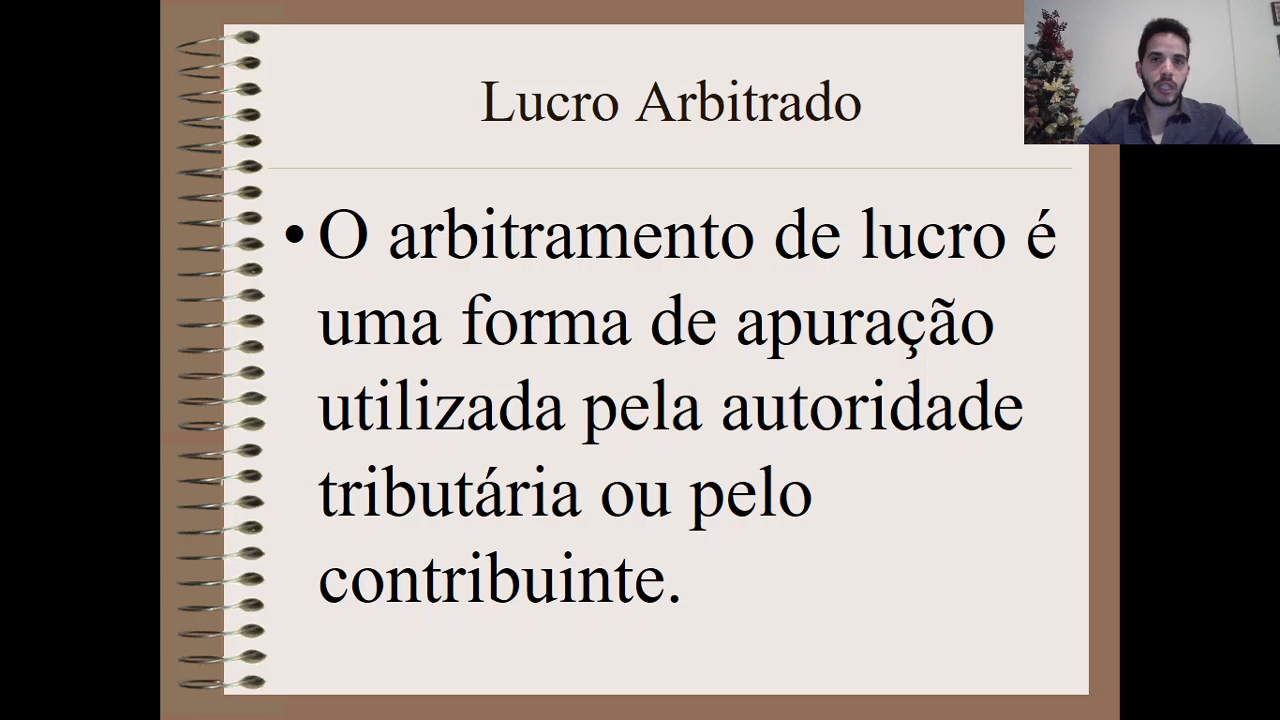 Lucro Arbitrado
• O arbitramento de lucro é
uma forma de apuração
utilizada pela autoridade
tributária ou pelo
contribuinte.